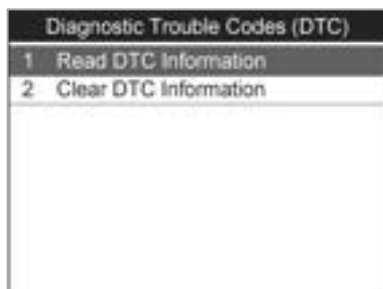 Diagnostic Trouble Codes (DTC)
1 Read DTC Information
2 Clear DTC Information